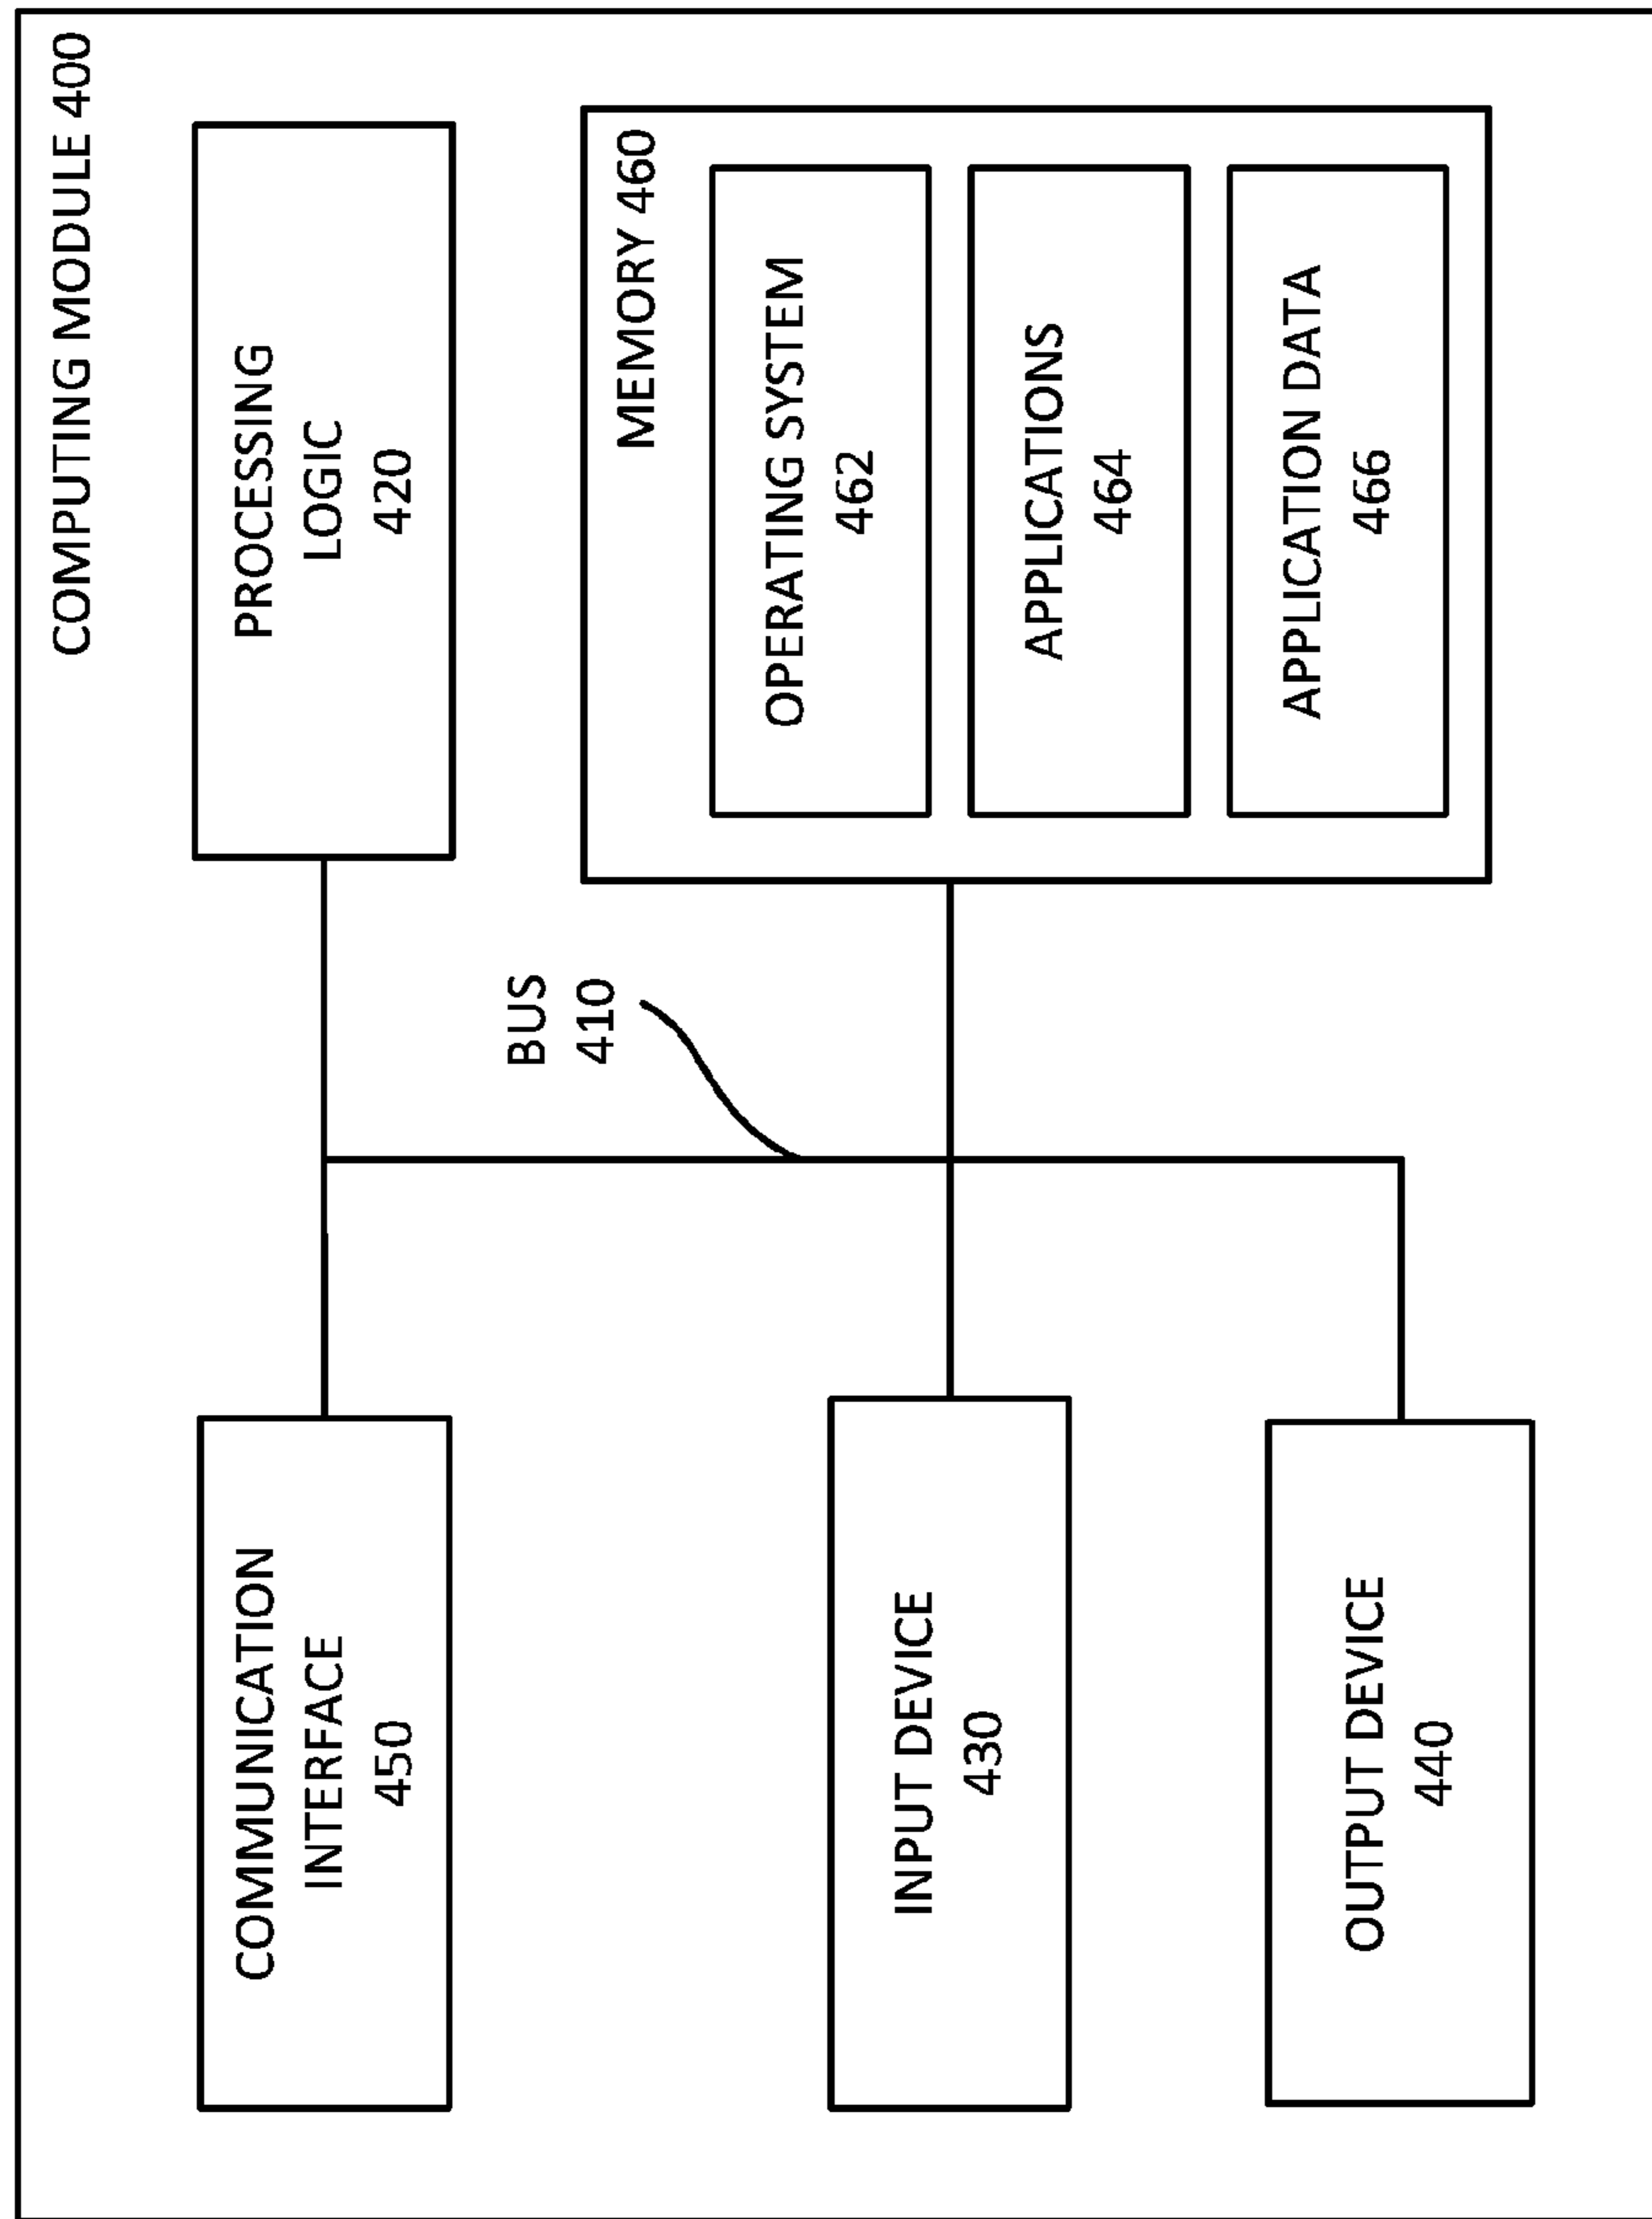 COMPUTING MODULE 400
COMMUNICATION
INTERFACE
450
PROCESSING
LOGIC
420
BUS
410
MEMORY 460
OPERATING SYSTEM
462
INPUT DEVICE
430
APPLICATIONS
464
APPLICATION DATA
466
OUTPUT DEVICE
440